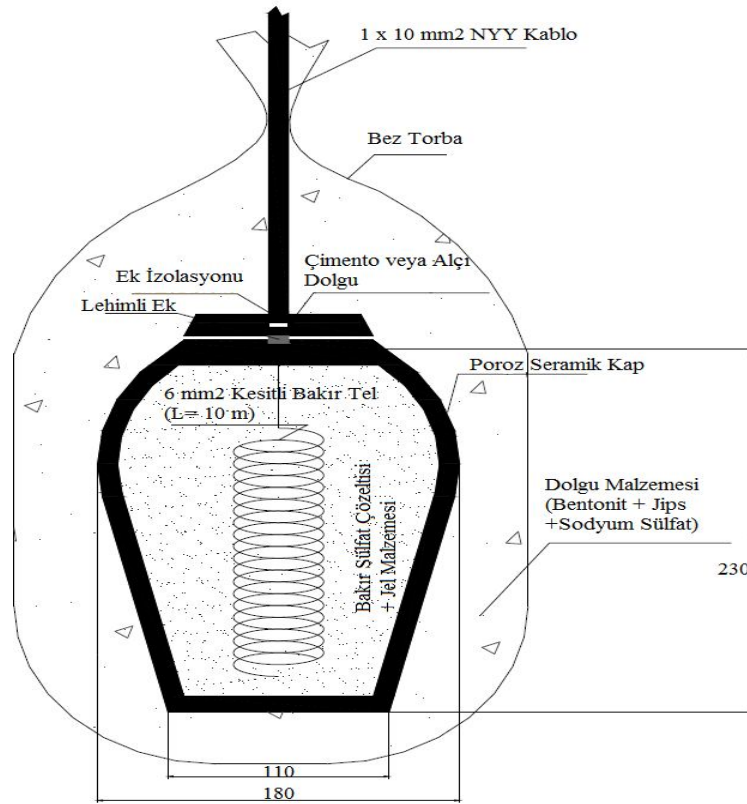 1 x 10 mm2 NYY Kablo
Bez Torba
Ek İzolasyonu
Çimento veya Alçı
Dolgu
Lehimli Ek
Poroz Seramik Kap
6 mm2 Kesitli Bakır Tel
(L= 10 m)
Bakır Sülfat Çözeltisi
+ Jel Malzemesi
Dolgu Malzemesi
(Bentonit + Jips
+Sodyum Sülfat)
230
110
180